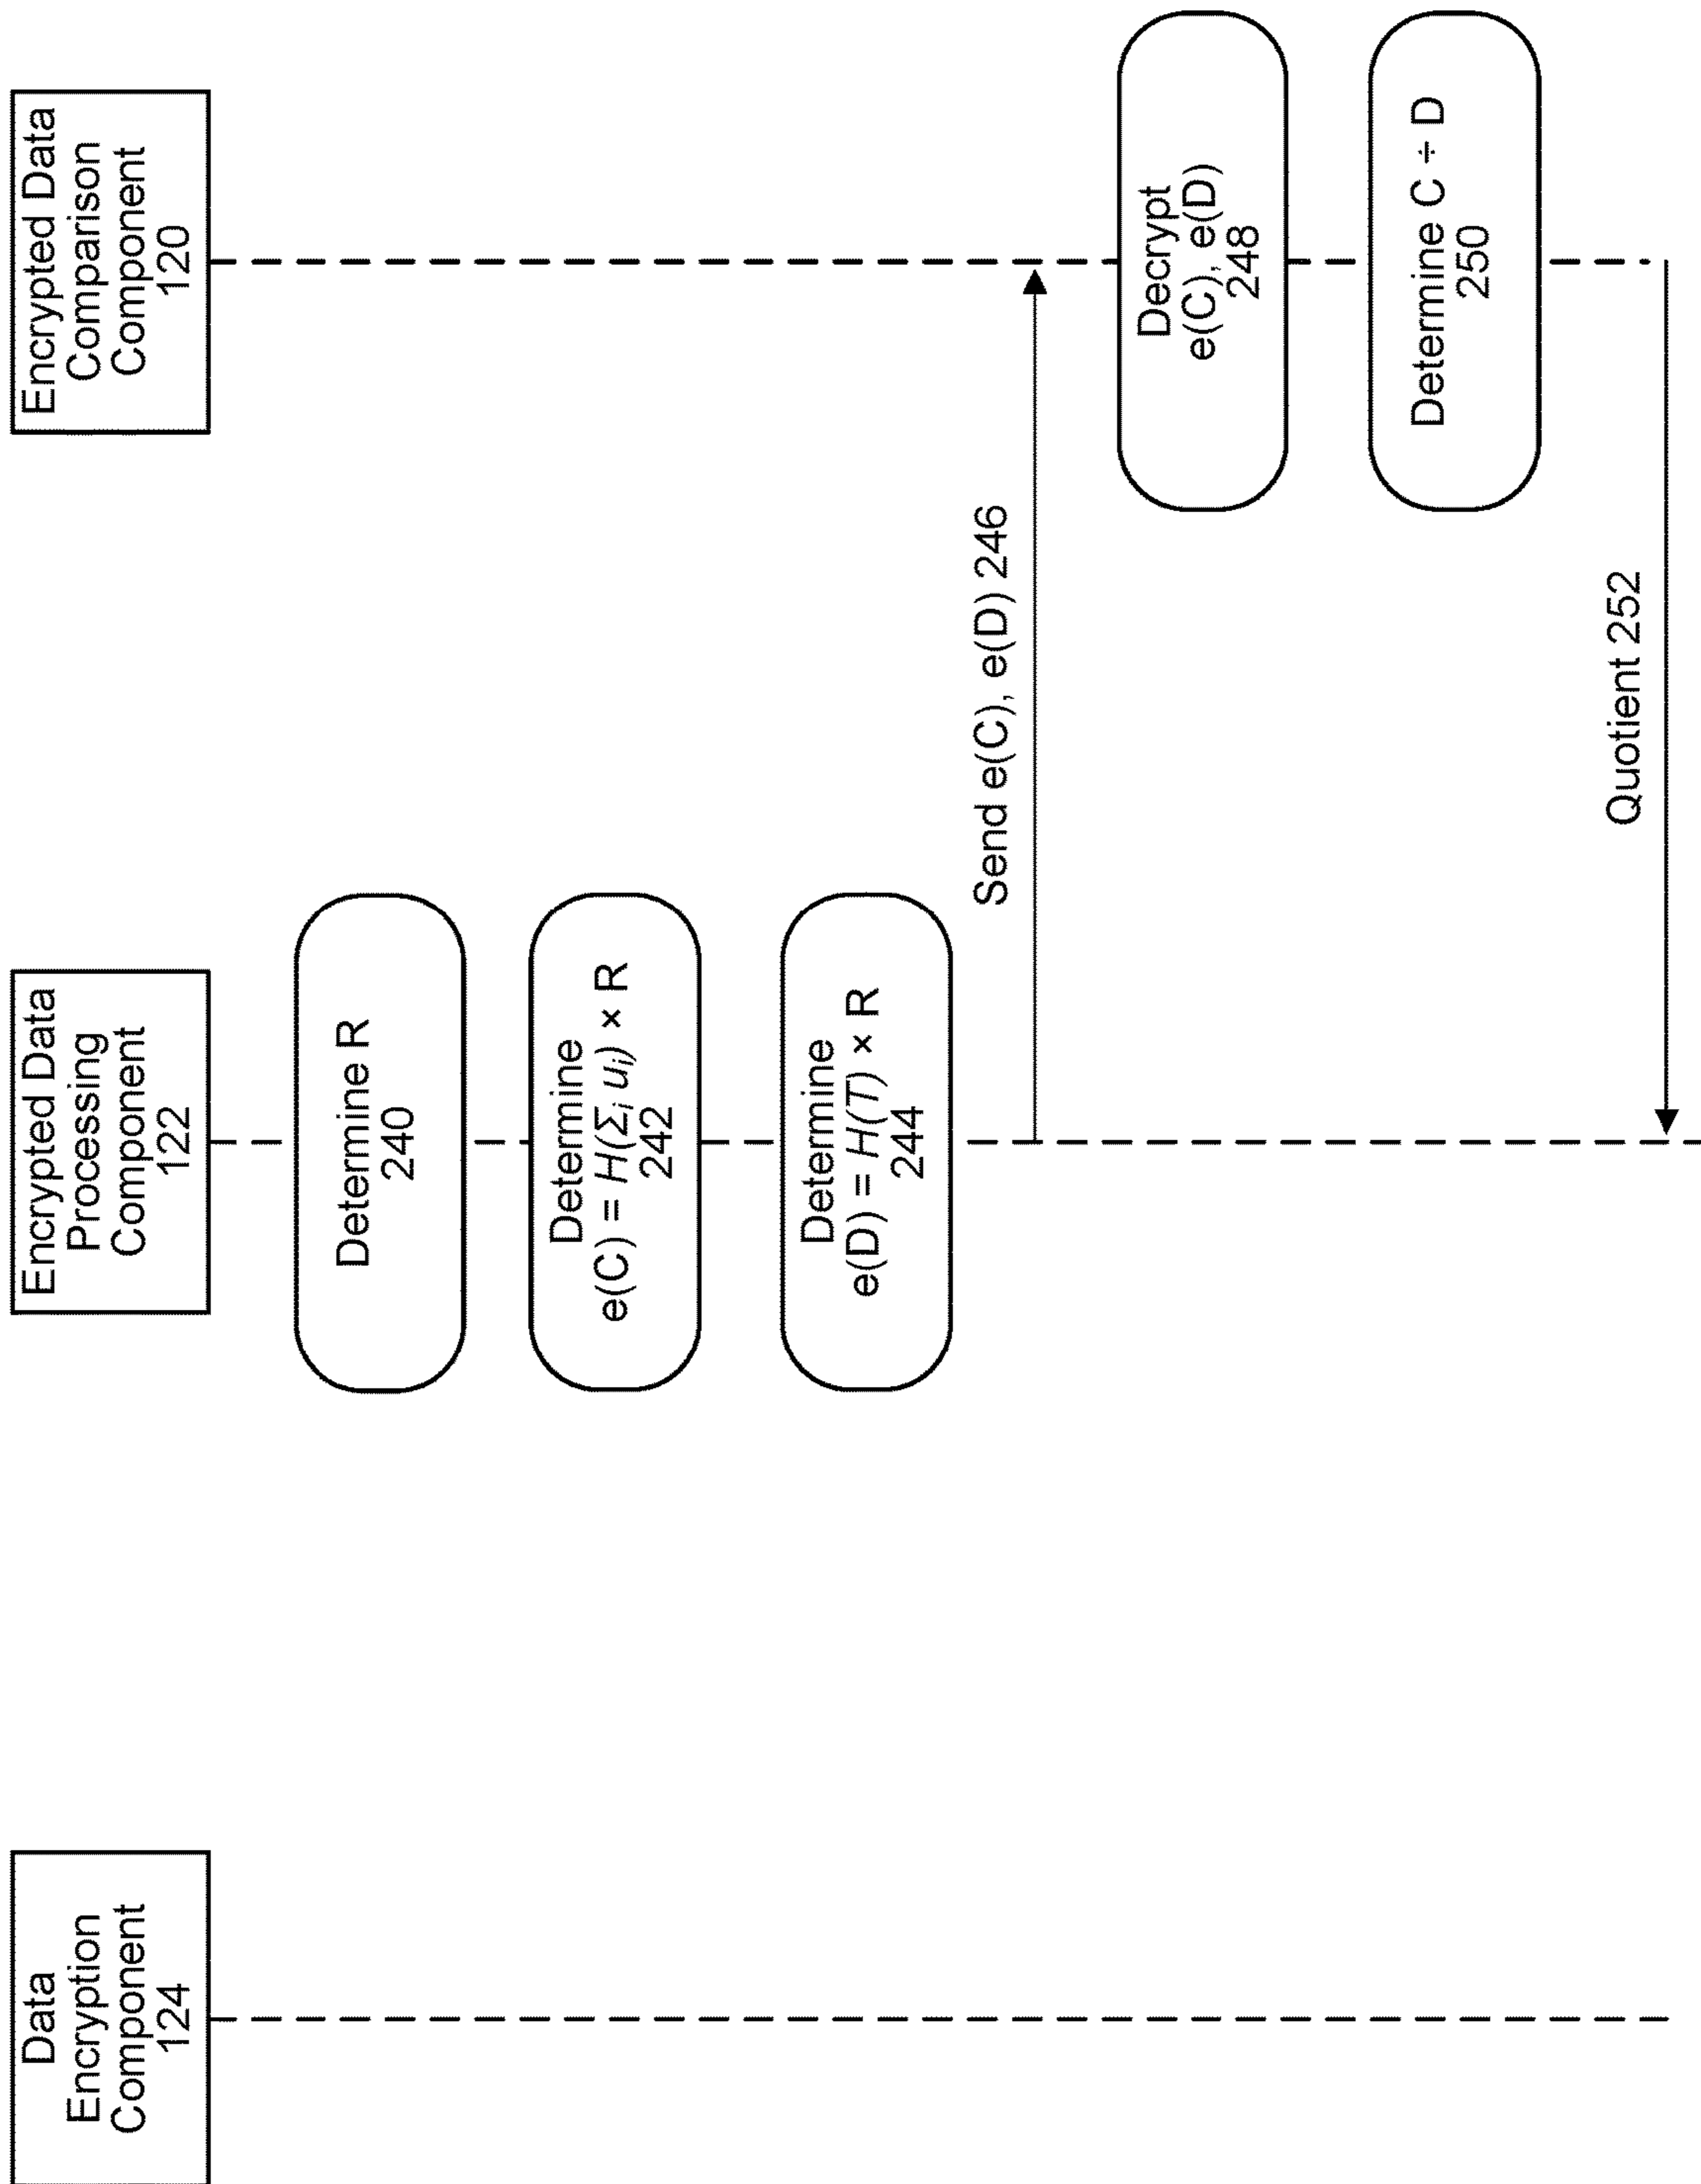 Data
Encryption
Component
124
Encrypted Data
Processing
Component
122
Encrypted Data
Comparison
Component
120
Determine R
240
Determine
e(C) = H(Σᵢ uᵢ) × R
242
Determine
e(D) = H(T) × R
244
Send e(C), e(D) 246
Decrypt
e(C), e(D)
248
Determine C ÷ D
250
Quotient 252